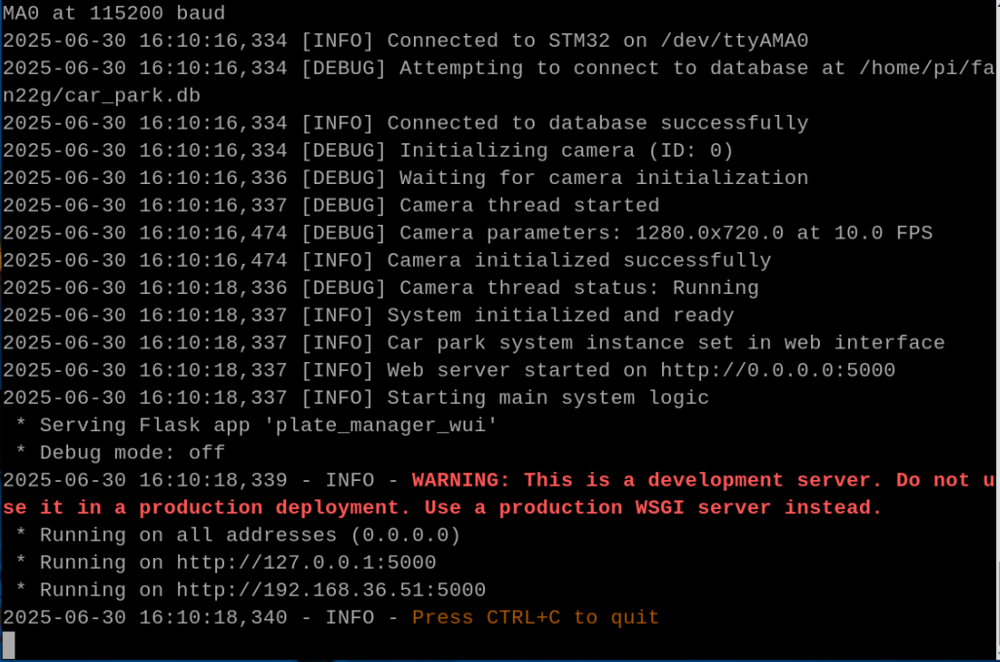 MA0 at 115200 baud
2025-06-30 16:10:16,334 [INFO] Connected to STM32 on /dev/ttyAMA0
2025-06-30 16:10:16,334 [DEBUG] Attempting to connect to database at /home/pi/fa
n22g/car_park.db
2025-06-30 16:10:16,334 [INFO] Connected to database successfully
2025-06-30 16:10:16,334 [DEBUG] Initializing camera (ID: 0)
2025-06-30 16:10:16,336 [DEBUG] Waiting for camera initialization
2025-06-30 16:10:16,337 [DEBUG] Camera thread started
2025-06-30 16:10:16,474 [DEBUG] Camera parameters: 1280.0x720.0 at 10.0 FPS
2025-06-30 16:10:16,474 [INFO] Camera initialized successfully
2025-06-30 16:10:18,336 [DEBUG] Camera thread status: Running
2025-06-30 16:10:18,337 [INFO] System initialized and ready
2025-06-30 16:10:18,337 [INFO] Car park system instance set in web interface
2025-06-30 16:10:18,337 [INFO] Web server started on http://0.0.0.0:5000
2025-06-30 16:10:18,337 [INFO] Starting main system logic
 * Serving Flask app 'plate_manager_wui'
 * Debug mode: off
2025-06-30 16:10:18,339 - INFO - WARNING: This is a development server. Do not u
se it in a production deployment. Use a production WSGI server instead.
 * Running on all addresses (0.0.0.0)
 * Running on http://127.0.0.1:5000
 * Running on http://192.168.36.51:5000
2025-06-30 16:10:18,340 - INFO - Press CTRL+C to quit